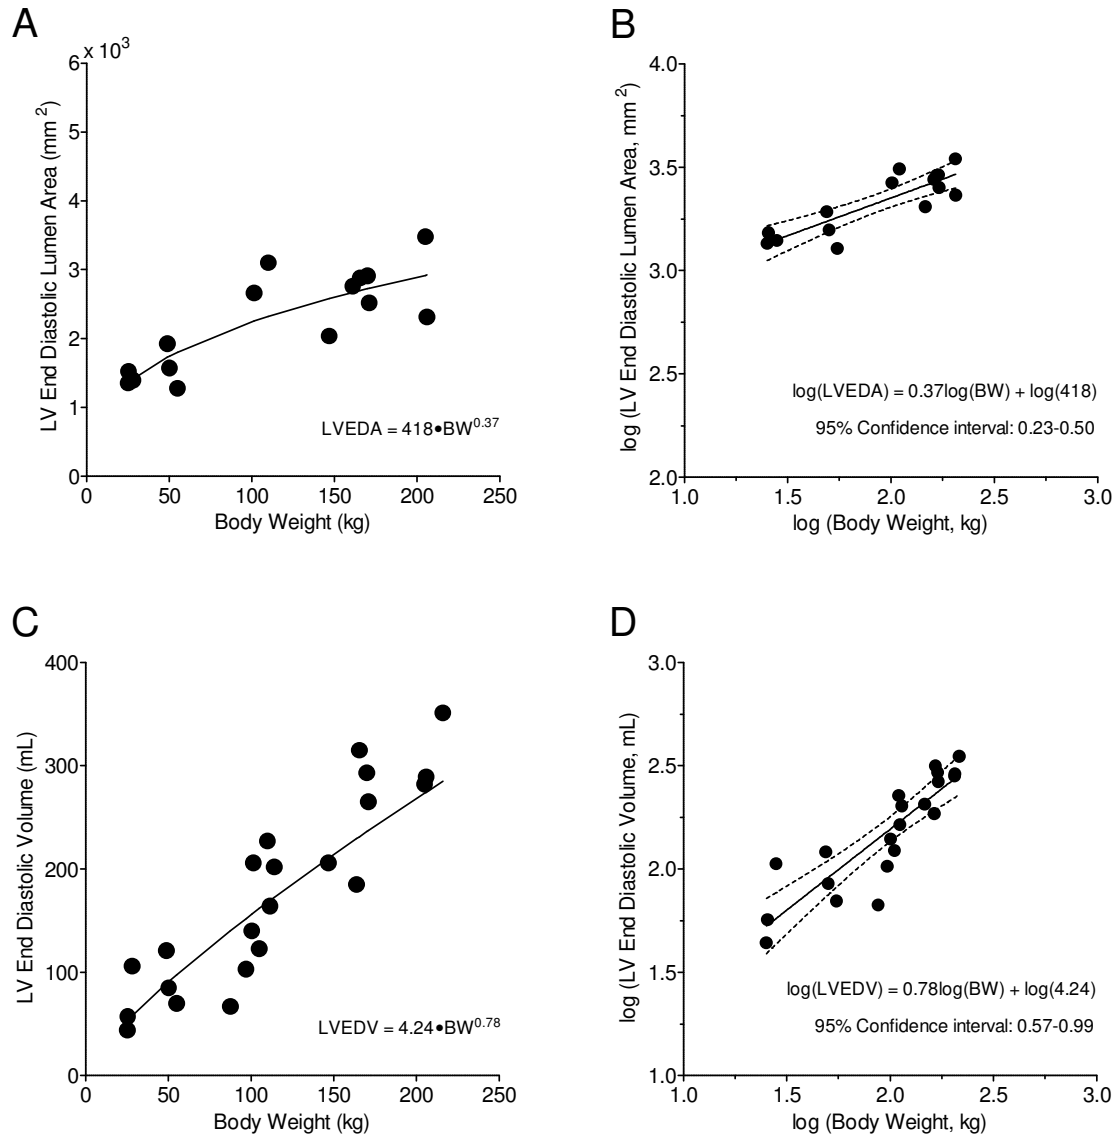 A
x 10³
6
5
4
3
2
1
0
LV End Diastolic Lumen Area (mm²)
LVEDA = 418•BW^0.37
0 50 100 150 200 250
Body Weight (kg)
B
4.0
3.5
3.0
2.5
2.0
log (LV End Diastolic Lumen Area, mm²)
log(LVEDA) = 0.37log(BW) + log(418)
95% Confidence interval: 0.23-0.50
1.0 1.5 2.0 2.5 3.0
log (Body Weight, kg)
C
400
300
200
100
0
LV End Diastolic Volume (mL)
LVEDV = 4.24•BW^0.78
0 50 100 150 200 250
Body Weight (kg)
D
3.0
2.5
2.0
1.5
1.0
log (LV End Diastolic Volume, mL)
log(LVEDV) = 0.78log(BW) + log(4.24)
95% Confidence interval: 0.57-0.99
1.0 1.5 2.0 2.5 3.0
log (Body Weight, kg)